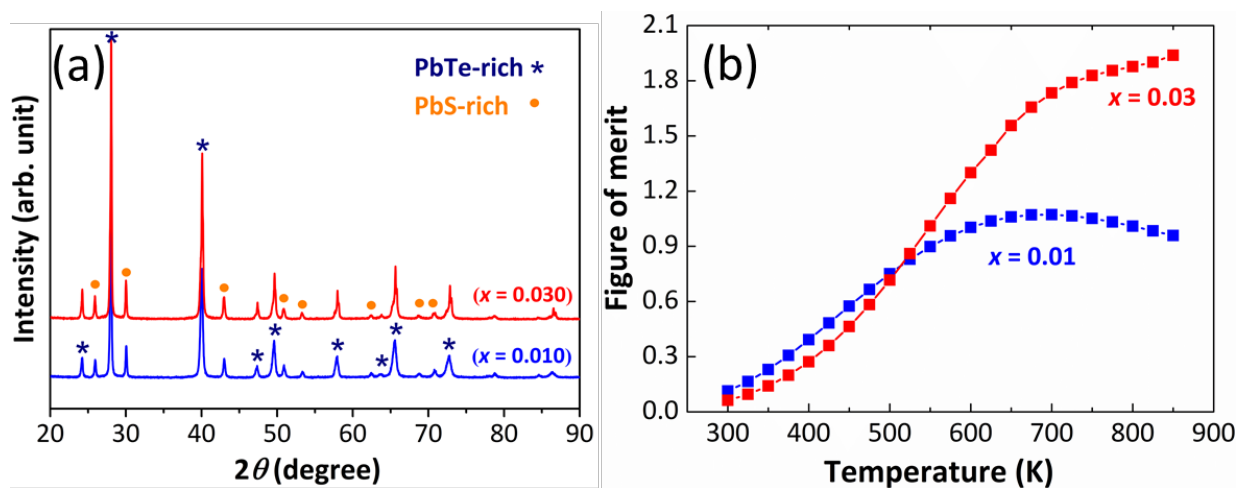 (a)
PbTe-rich *
PbS-rich •
(x = 0.030)
(x = 0.010)
Intensity (arb. unit)
20 30 40 50 60 70 80 90
2θ (degree)
(b)
2.1
1.8
1.5
1.2
0.9
0.6
0.3
0.0
x = 0.03
x = 0.01
Figure of merit
300 400 500 600 700 800 900
Temperature (K)